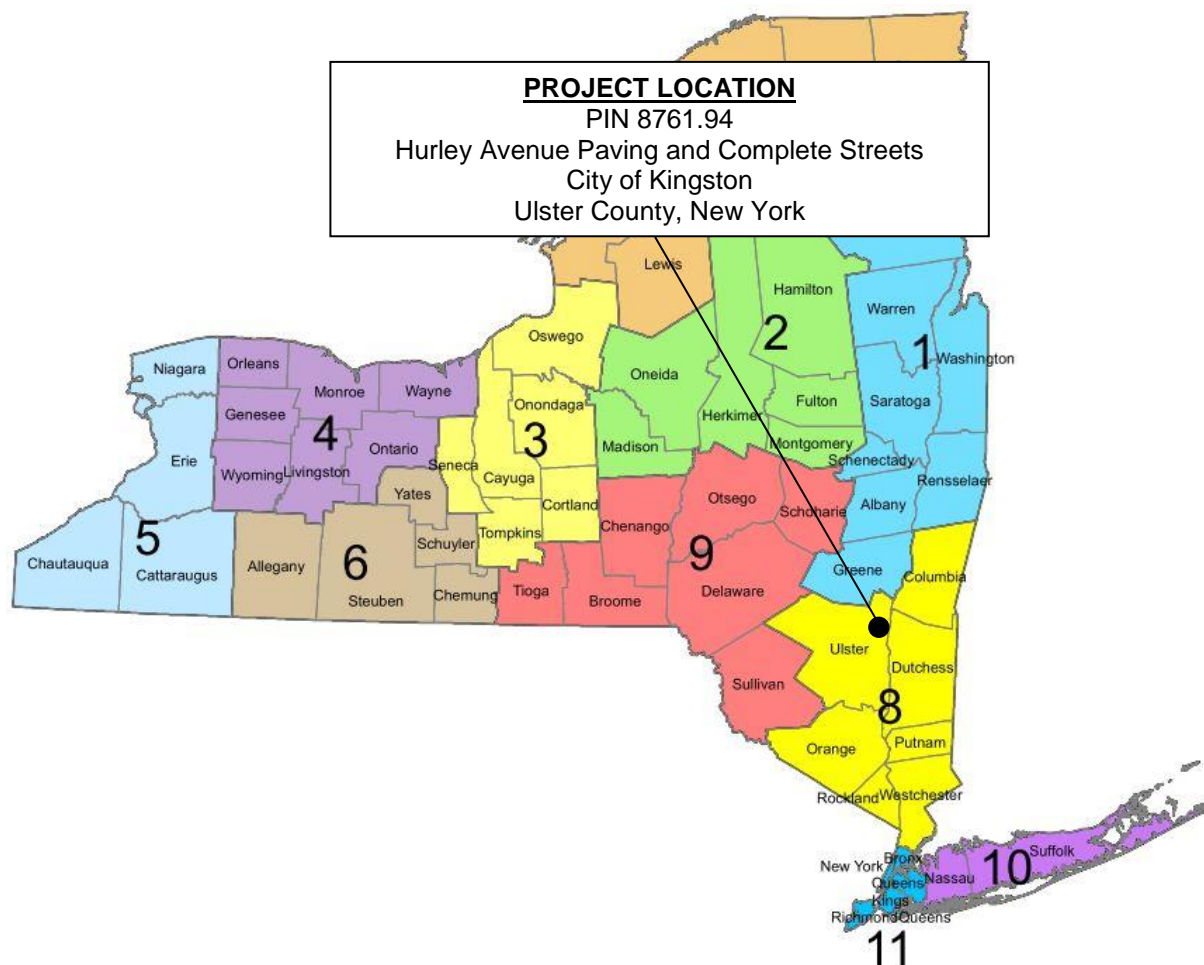 PROJECT LOCATION
PIN 8761.94
Hurley Avenue Paving and Complete Streets
City of Kingston
Ulster County, New York
Lewis
Hamilton
Warren
2
1
Washington
Oswego
Niagara
Orleans
Monroe
Wayne
Oneida
Saratoga
Genesee
Onondaga
Herkimer
Fulton
4
3
Madison
Montgomery
Erie
Wyoming
Livingston
Ontario
Seneca
Cayuga
Schenectady
Rensselaer
Yates
Cortland
Otsego
Schoharie
Albany
5
6
Tompkins
Chenango
9
Chautauqua
Cattaraugus
Allegany
Schuyler
Greene
Columbia
Steuben
Chemung
Tioga
Broome
Delaware
Ulster
Dutchess
Sullivan
8
Orange
Putnam
Rockland
Westchester
New York
Bronx
Suffolk
10
Queens
Nassau
Kings
Richmond
Queens
11